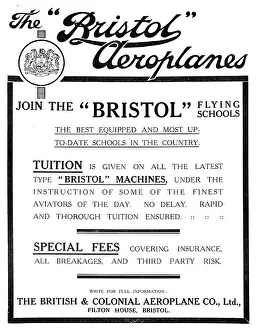 The "Bristol"
Aeroplanes
JOIN THE "BRISTOL" FLYING SCHOOLS
THE BEST EQUIPPED AND MOST UP-
TO-DATE SCHOOLS IN THE COUNTRY.
TUITION IS GIVEN ON ALL THE LATEST
TYPE "BRISTOL" MACHINES, UNDER THE
INSTRUCTION OF SOME OF THE FINEST
AVIATORS OF THE DAY. NO DELAY. RAPID
AND THOROUGH TUITION ENSURED. :: :: ::
SPECIAL FEES COVERING INSURANCE,
ALL BREAKAGES, AND THIRD PARTY RISK.
WRITE FOR FULL INFORMATION:
THE BRITISH & COLONIAL AEROPLANE CO., Ltd.,
FILTON HOUSE, BRISTOL.